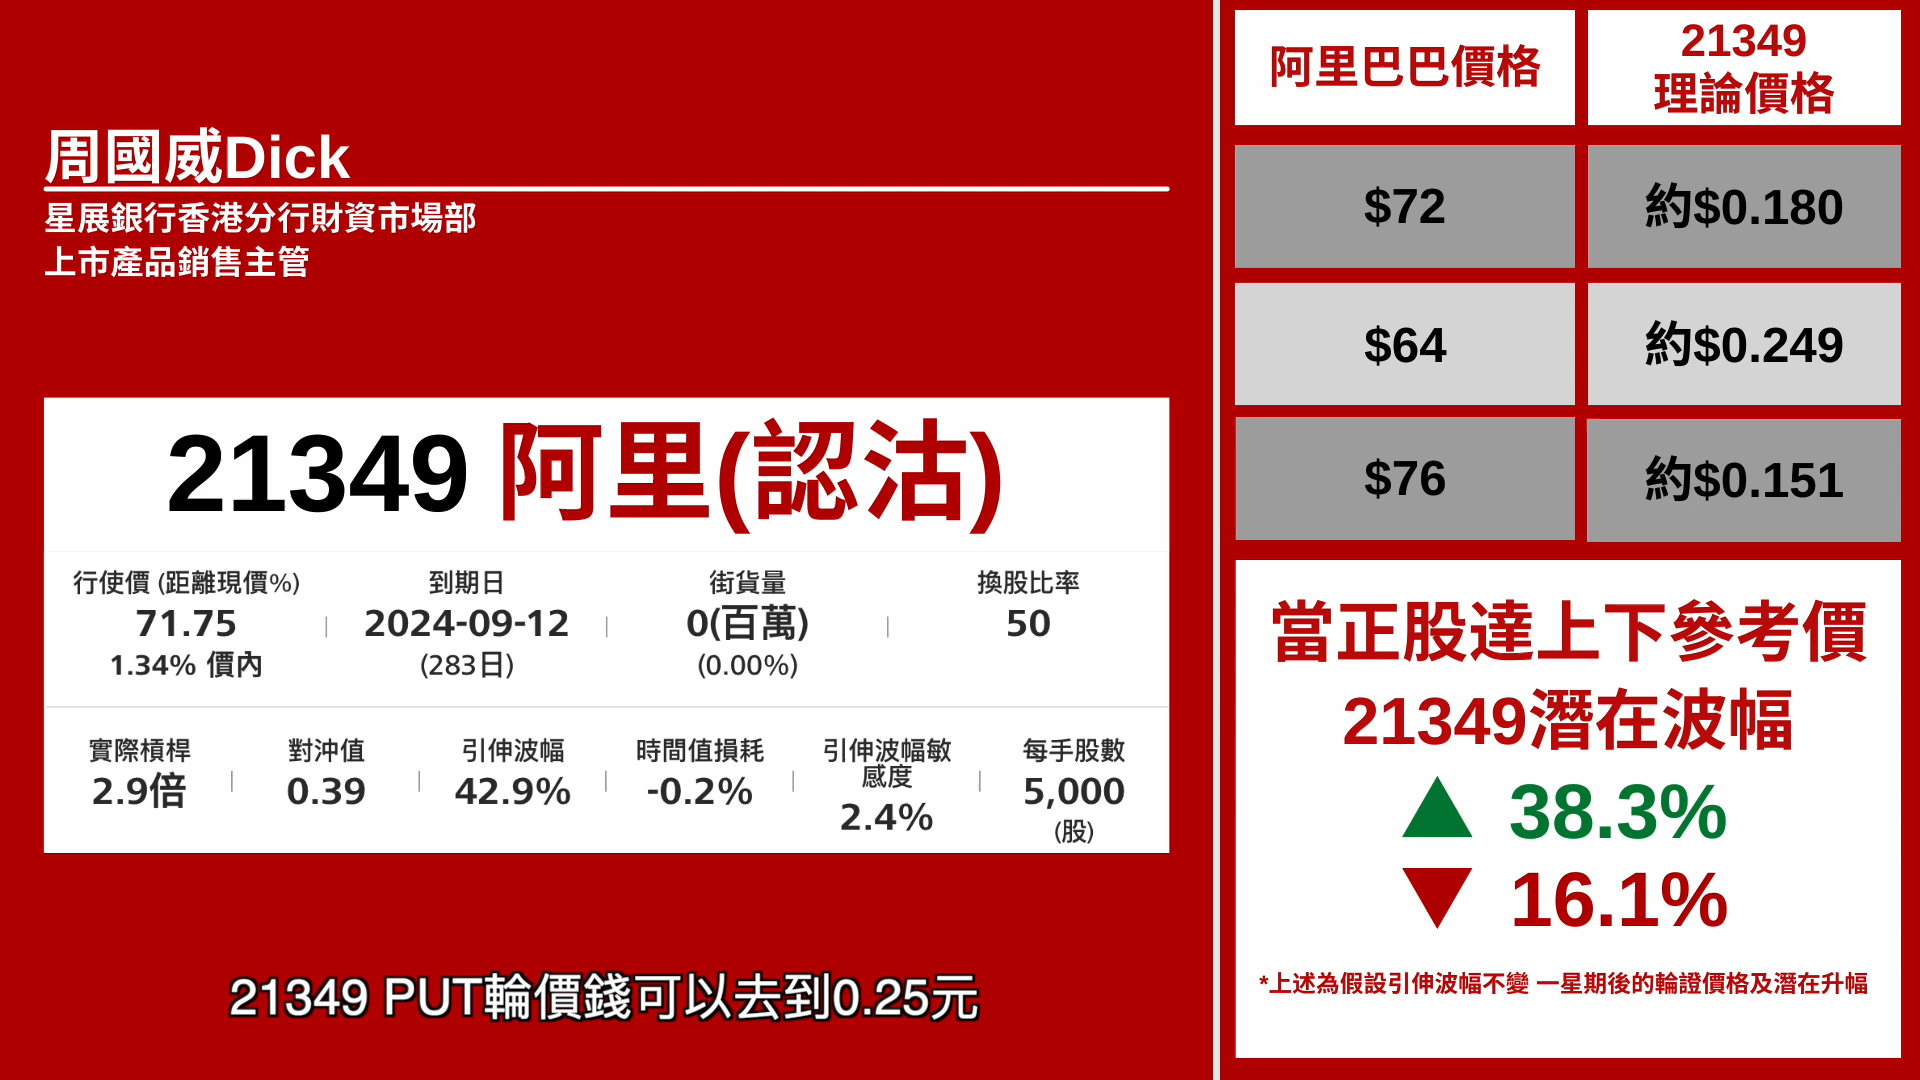 周國威Dick
星展銀行香港分行財資市場部
上市產品銷售主管
21349 阿里(認沽)
行使價 (距離現價%)
71.75
1.34% 價內
到期日
2024-09-12
(283日)
街貨量
0(百萬)
(0.00%)
換股比率
50
實際槓桿
2.9倍
對沖值
0.39
引伸波幅
42.9%
時間值損耗
-0.2%
引伸波幅敏
感度
2.4%
每手股數
5,000
(股)
21349 PUT輪價錢可以去到0.25元
阿里巴巴價格
21349
理論價格
$72
約$0.180
$64
約$0.249
$76
約$0.151
當正股達上下參考價
21349潛在波幅
38.3%
16.1%
*上述為假設引伸波幅不變 一星期後的輪證價格及潛在升幅